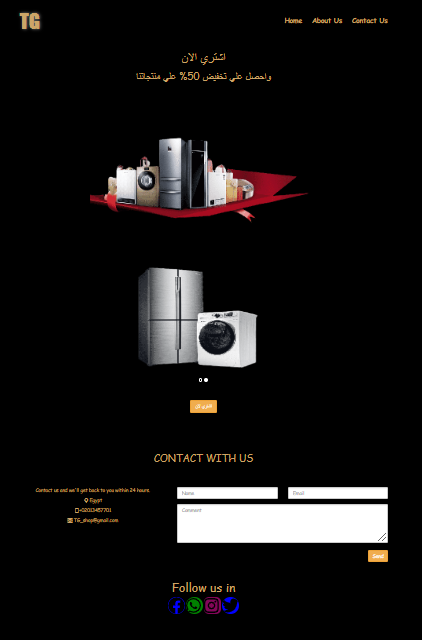 TG
Home About Us Contact Us
اشتري الان
واحصل علي تخفيض 50% علي منتجاتنا
اشتري الان
CONTACT WITH US
Contact us and we'll get back to you within 24 hours.
Egypt
+02013457701
TG_shop@gmail.com
Name
Email
Comment
Send
Follow us in